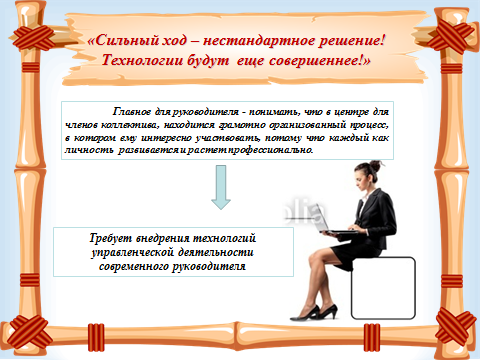 «Сильный ход – нестандартное решение!
Технологии будут еще совершеннее!»
Главное для руководителя - понимать, что в центре для
членов коллектива, находится грамотно организованный процесс,
в котором ему интересно участвовать, потому что каждый как
личность развивается и растет профессионально.
Требует внедрения технологий
управленческой деятельности
современного руководителя